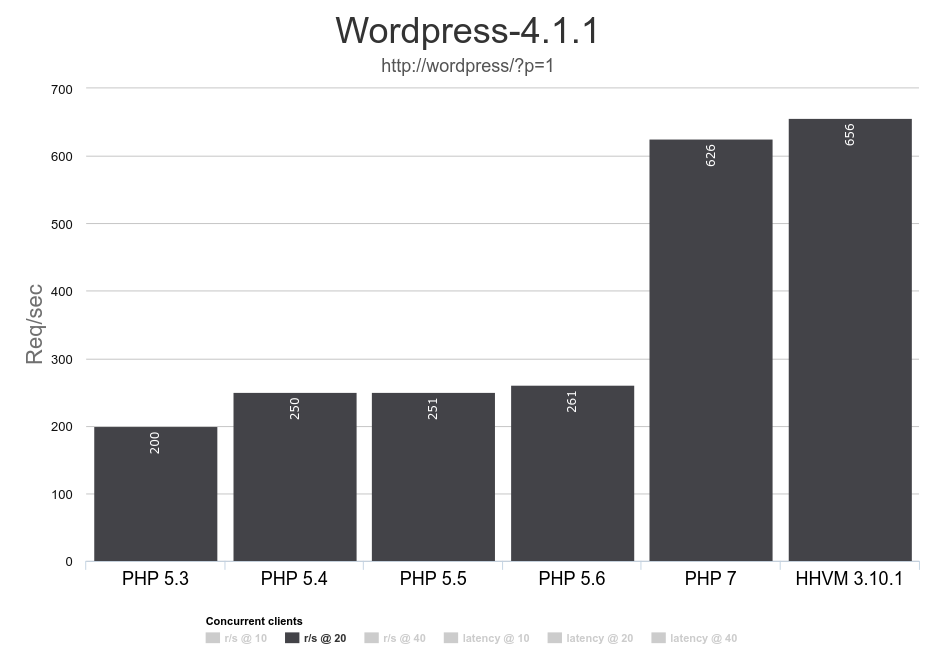 Wordpress-4.1.1
http://wordpress/?p=1
Req/sec
700
600
500
400
300
200
100
0
200
250
251
261
626
656
PHP 5.3
PHP 5.4
PHP 5.5
PHP 5.6
PHP 7
HHVM 3.10.1
Concurrent clients
r/s @ 10 r/s @ 20 r/s @ 40 latency @ 10 latency @ 20 latency @ 40